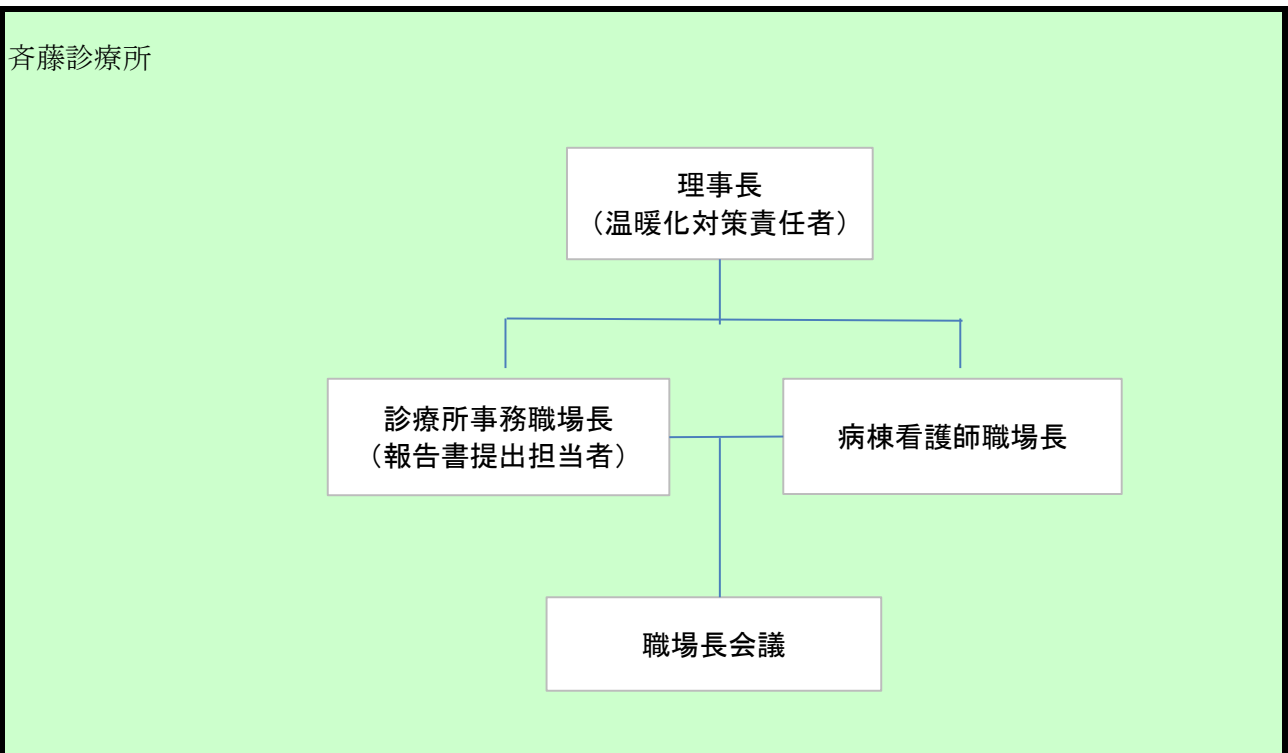 斉藤診療所
理事長
（温暖化対策責任者）
診療所事務職場長
（報告書提出担当者）
病棟看護師職場長
職場長会議